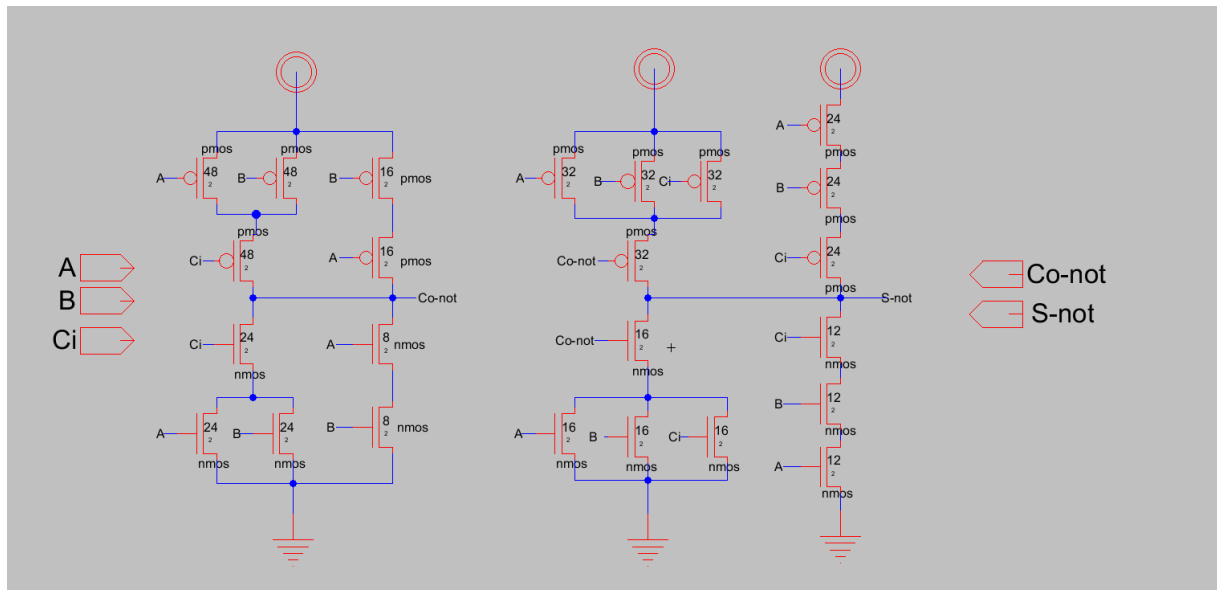 A 24 2
pmos pmos pmos pmos
A 48 2 B 48 2 B 16 2 pmos A 32 2 B 32 2 Ci 32 2
B 24 2
pmos
pmos pmos
Ci 48 2 A 16 2 pmos Co-not 32 2 Ci 24 2
A Co-not
pmos
B Co-not S-not
S-not
Ci Ci 24 2 A 8 2 nmos Co-not 16 2 Ci 12 2
nmos nmos nmos
B 12 2
A 24 2 B 24 2 B 8 2 nmos A 16 2 B 16 2 Ci 16 2
nmos
nmos nmos nmos nmos nmos
A 12 2
nmos